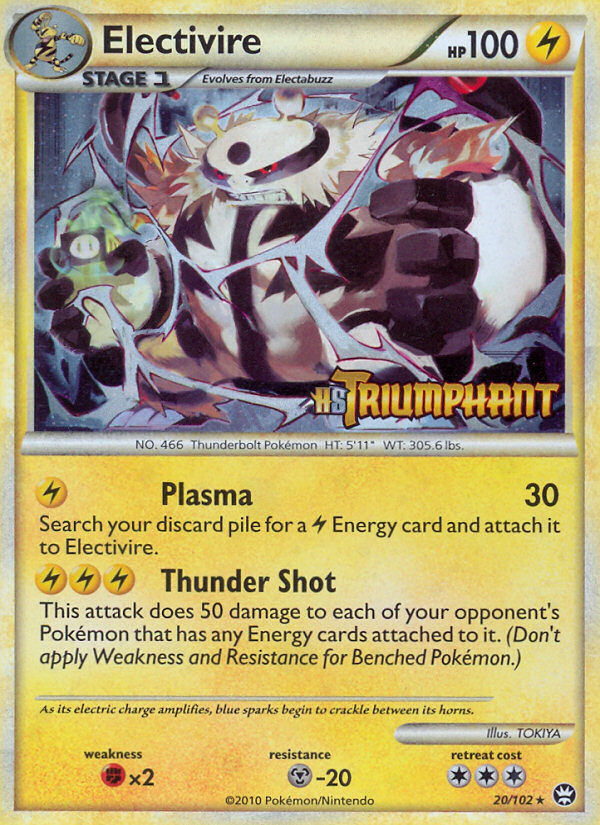 Electivire HP100
STAGE 1 Evolves from Electabuzz
HS TRIUMPHANT
NO. 466 Thunderbolt Pokémon HT: 5'11" WT: 305.6 lbs.
Plasma 30
Search your discard pile for a Energy card and attach it
to Electivire.
Thunder Shot
This attack does 50 damage to each of your opponent's
Pokémon that has any Energy cards attached to it. (Don't
apply Weakness and Resistance for Benched Pokémon.)
As its electric charge amplifies, blue sparks begin to crackle between its horns.
Illus. TOKIYA
weakness resistance retreat cost
×2 -20
©2010 Pokémon/Nintendo 20/102 ★